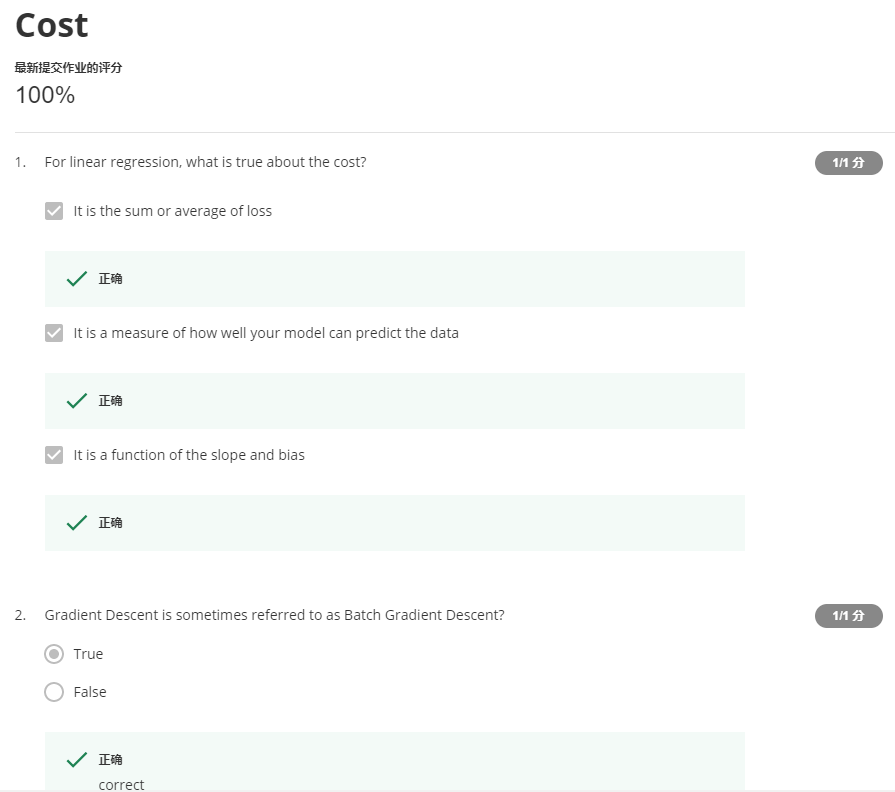 Cost
最新提交作业的评分
100%
1. For linear regression, what is true about the cost?
1/1 分
It is the sum or average of loss
正确
It is a measure of how well your model can predict the data
正确
It is a function of the slope and bias
正确
2. Gradient Descent is sometimes referred to as Batch Gradient Descent?
1/1 分
True
False
正确
correct